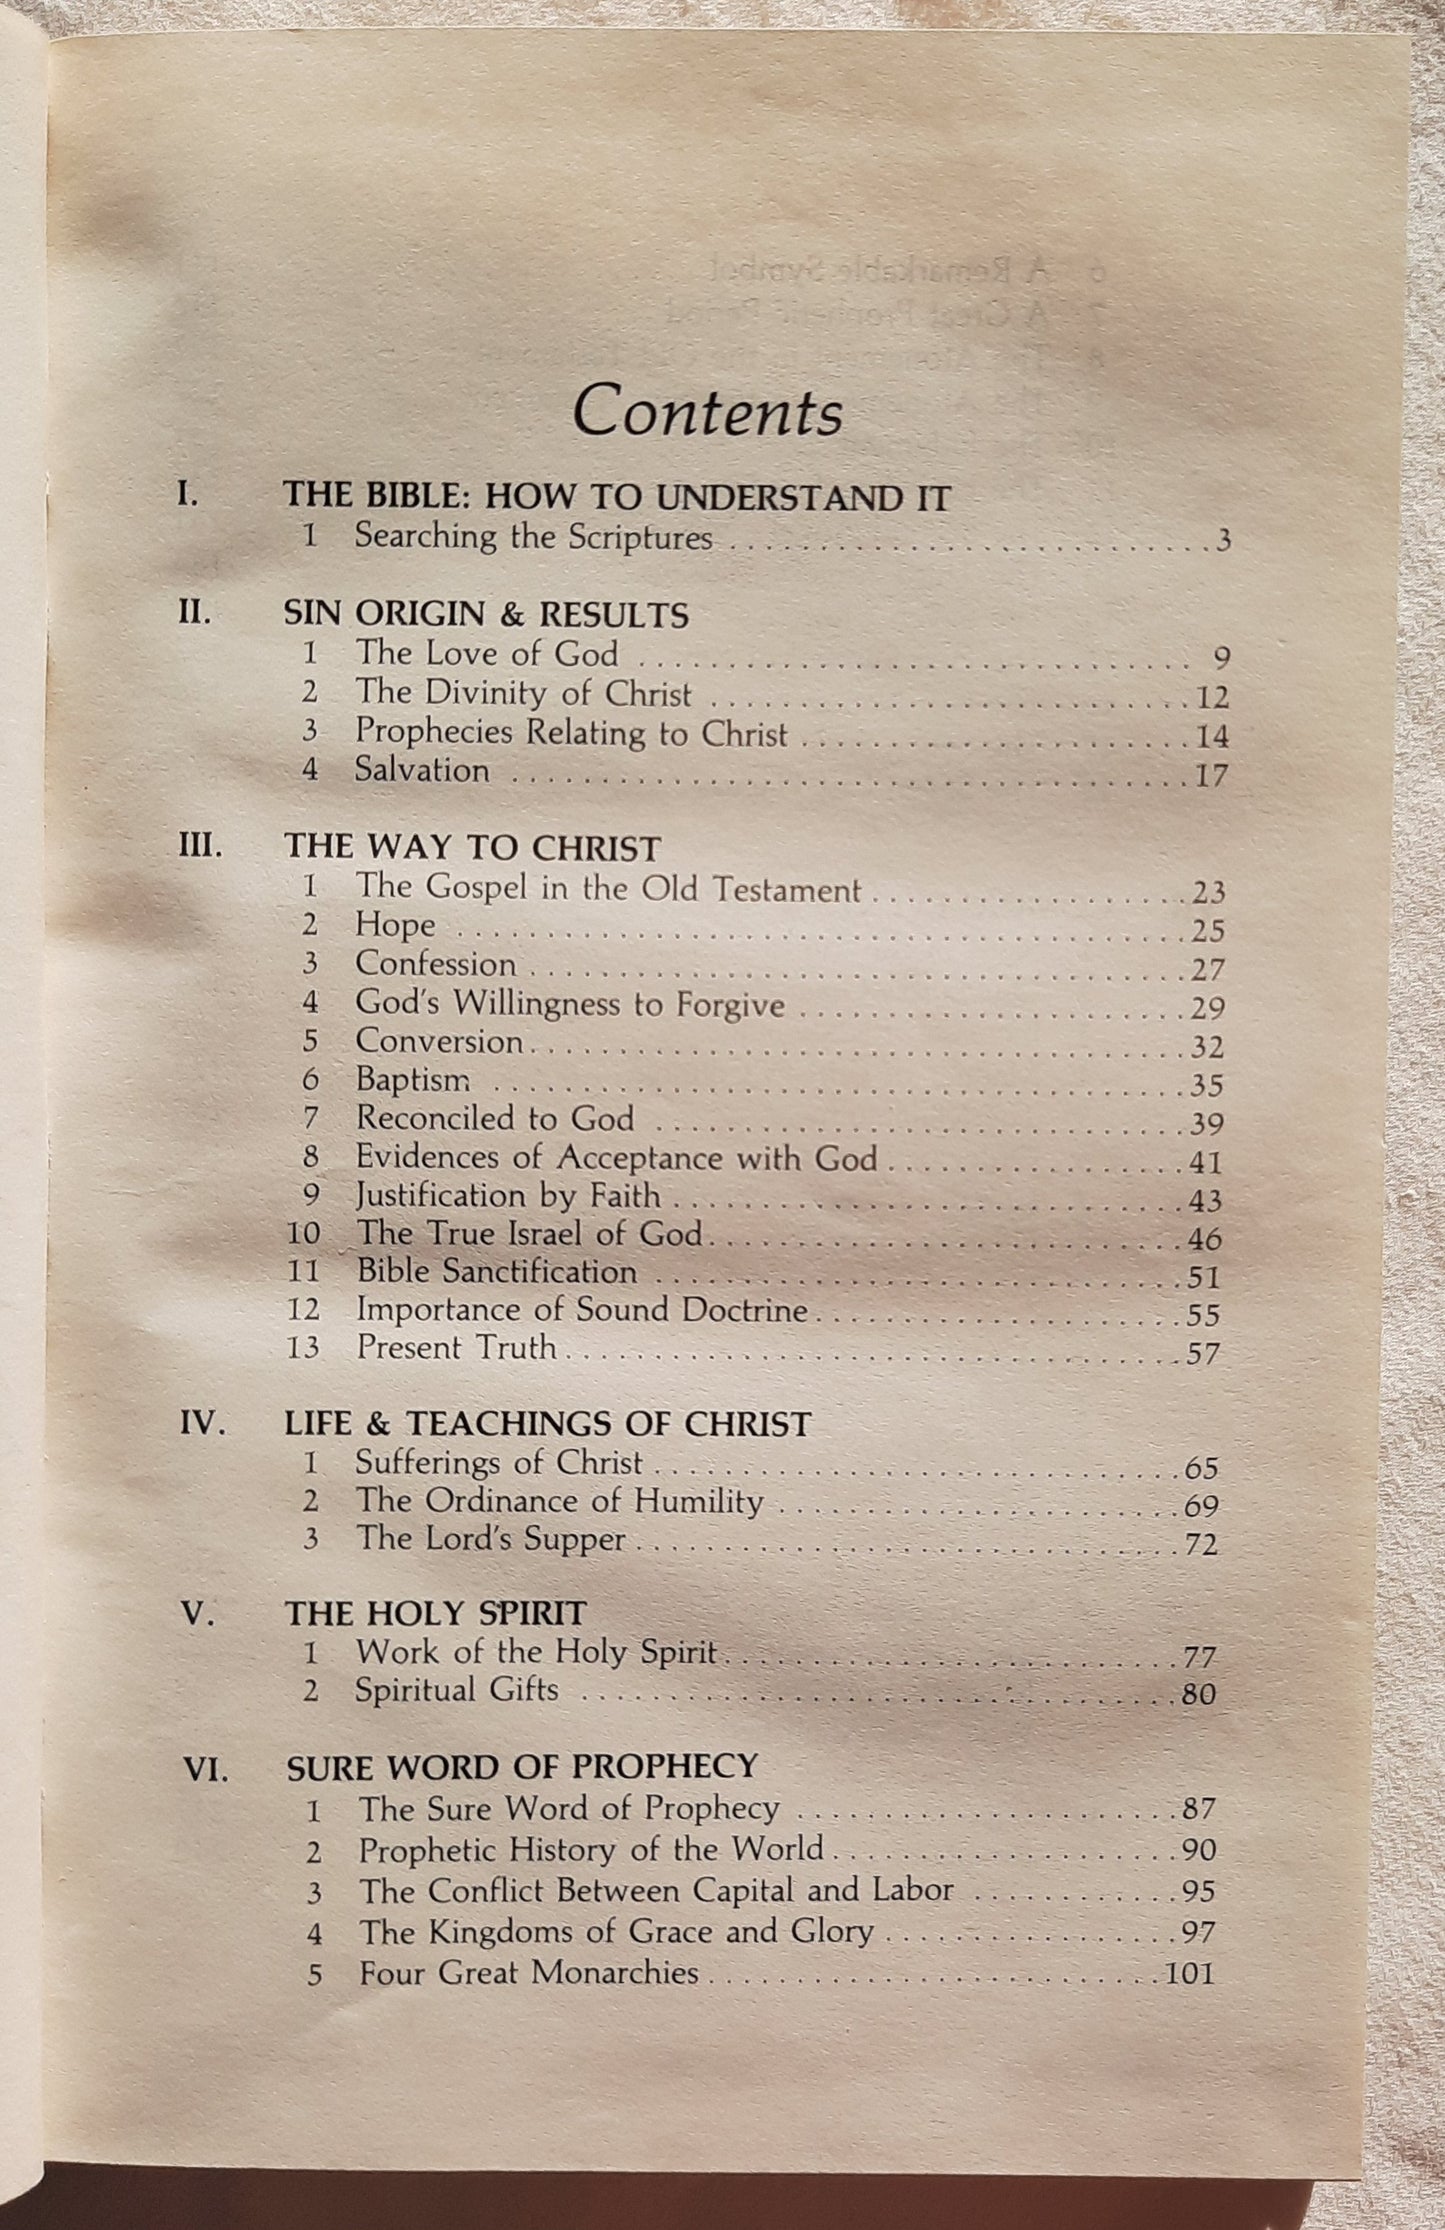 Contents
I. THE BIBLE: HOW TO UNDERSTAND IT
1 Searching the Scriptures ........................... 3
II. SIN ORIGIN & RESULTS
1 The Love of God ............................... 9
2 The Divinity of Christ ........................... 12
3 Prophecies Relating to Christ ...................... 14
4 Salvation ...................................... 17
III. THE WAY TO CHRIST
1 The Gospel in the Old Testament .................. 23
2 Hope ......................................... 25
3 Confession ..................................... 27
4 God's Willingness to Forgive ...................... 29
5 Conversion ..................................... 32
6 Baptism ....................................... 35
7 Reconciled to God .............................. 39
8 Evidences of Acceptance with God ................. 41
9 Justification by Faith ............................. 43
10 The True Israel of God ........................... 46
11 Bible Sanctification .............................. 51
12 Importance of Sound Doctrine ..................... 55
13 Present Truth ................................... 57
IV. LIFE & TEACHINGS OF CHRIST
1 Sufferings of Christ .............................. 65
2 The Ordinance of Humility ....................... 69
3 The Lord's Supper ............................... 72
V. THE HOLY SPIRIT
1 Work of the Holy Spirit .......................... 77
2 Spiritual Gifts .................................. 80
VI. SURE WORD OF PROPHECY
1 The Sure Word of Prophecy ...................... 87
2 Prophetic History of the World .................... 90
3 The Conflict Between Capital and Labor ............ 95
4 The Kingdoms of Grace and Glory ................. 97
5 Four Great Monarchies .......................... 101